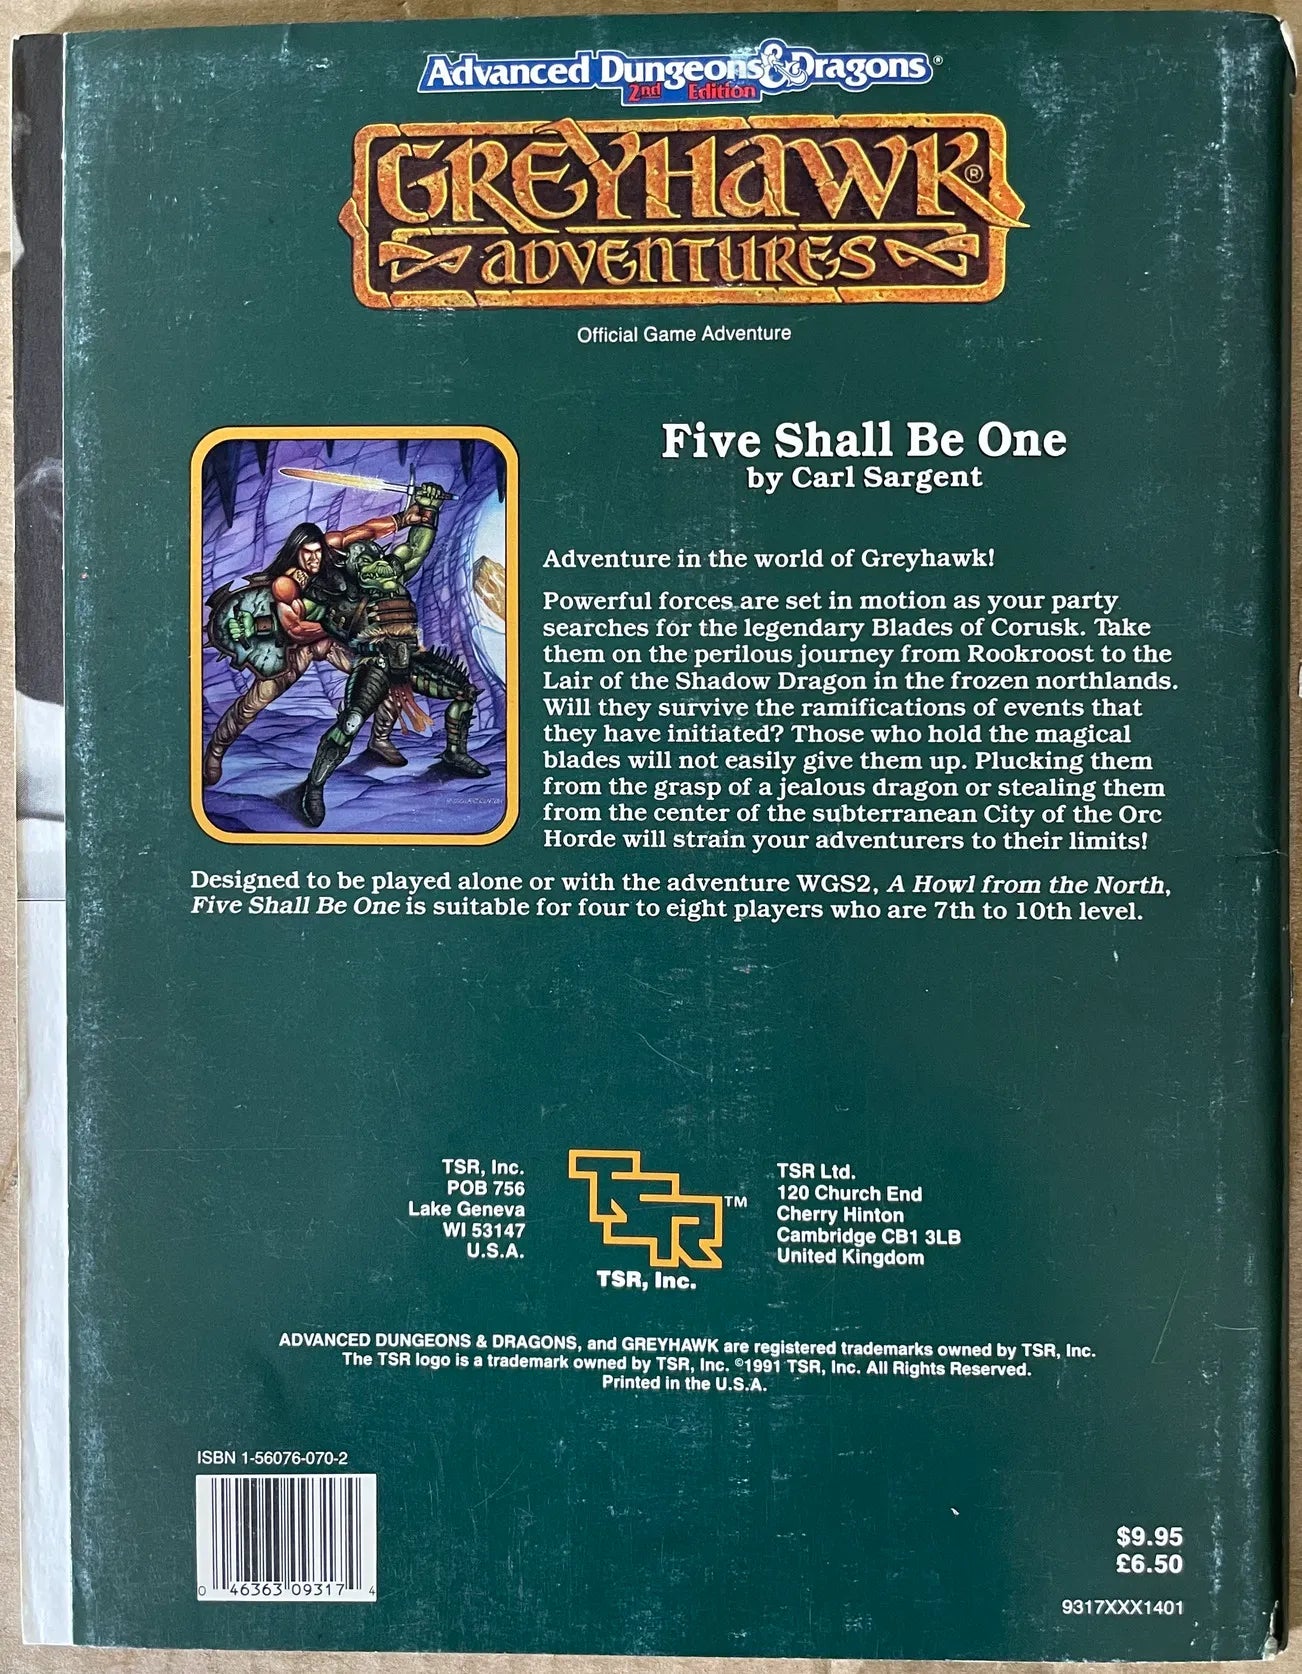 Advanced Dungeons & Dragons®
2nd Edition
GREYHAWK®
ADVENTURES
Official Game Adventure
Five Shall Be One
by Carl Sargent
Adventure in the world of Greyhawk!
Powerful forces are set in motion as your party
searches for the legendary Blades of Corusk. Take
them on the perilous journey from Rookroost to the
Lair of the Shadow Dragon in the frozen northlands.
Will they survive the ramifications of events that
they have initiated? Those who hold the magical
blades will not easily give them up. Plucking them
from the grasp of a jealous dragon or stealing them
from the center of the subterranean City of the Orc
Horde will strain your adventurers to their limits!
Designed to be played alone or with the adventure WGS2, A Howl from the North,
Five Shall Be One is suitable for four to eight players who are 7th to 10th level.
TSR, Inc.
POB 756
Lake Geneva
WI 53147
U.S.A.
TSR™
TSR, Inc.
TSR Ltd.
120 Church End
Cherry Hinton
Cambridge CB1 3LB
United Kingdom
ADVANCED DUNGEONS & DRAGONS, and GREYHAWK are registered trademarks owned by TSR, Inc.
The TSR logo is a trademark owned by TSR, Inc. ©1991 TSR, Inc. All Rights Reserved.
Printed in the U.S.A.
ISBN 1-56076-070-2
0 46363 09317 4
$9.95
£6.50
9317XXX1401